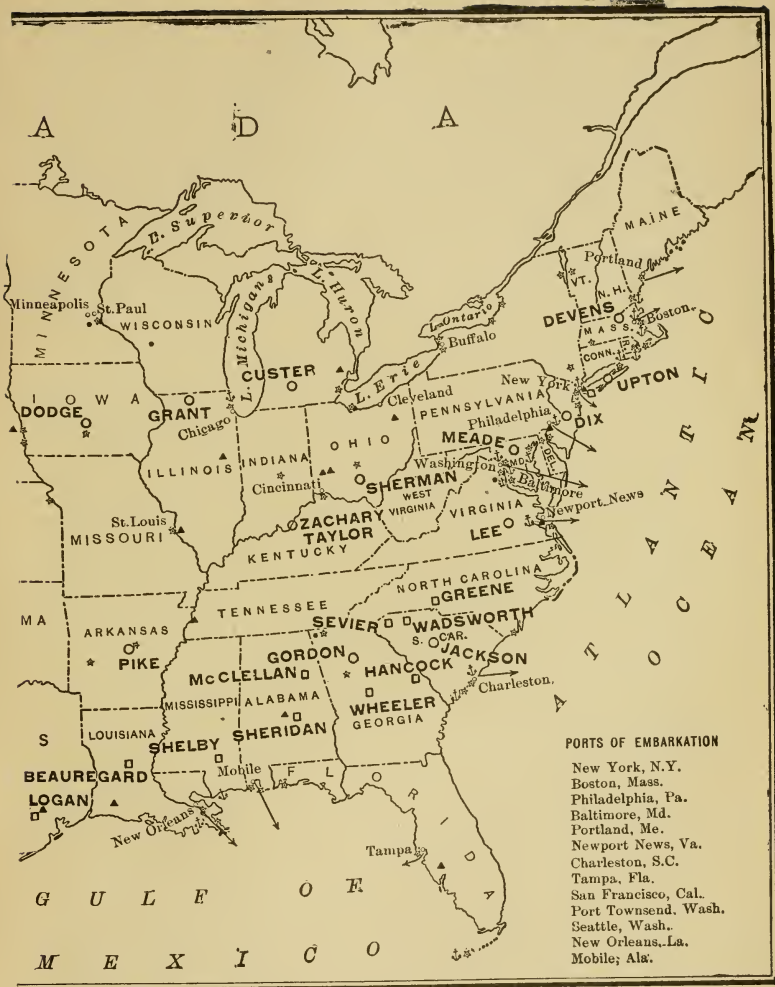 A D A
MAINE
L. Superior
MINNESOTA
Portland
VT.
N.H.
L. Huron
L. Michigan
Minneapolis St. Paul
WISCONSIN
L. Ontario
DEVENS
Boston.
MASS.
Buffalo
CONN.
R.I.
CUSTER
L. Erie
New York
UPTON
IOWA
Cleveland
PENNSYLVANIA
DODGE
GRANT
Philadelphia
DIX
Chicago
OHIO
MEADE
ILLINOIS
INDIANA
Washington
MD.
DEL.
Cincinnati
SHERMAN
Baltimore
WEST
VIRGINIA
VIRGINIA
Newport News
St. Louis
ZACHARY
TAYLOR
LEE
MISSOURI
KENTUCKY
NORTH CAROLINA
GREENE
MA
TENNESSEE
ARKANSAS
SEVIER
WADSWORTH
S. CAR.
PIKE
GORDON
JACKSON
McCLELLAN
HANCOCK
Charleston.
MISSISSIPPI
ALABAMA
WHEELER
GEORGIA
LOUISIANA
SHERIDAN
S
SHELBY
BEAUREGARD
Mobile
FLORIDA
LOGAN
New Orleans
Tampa
ATLANTIC
OCEAN
GULF OF
MEXICO
PORTS OF EMBARKATION
New York, N.Y.
Boston, Mass.
Philadelphia, Pa.
Baltimore, Md.
Portland, Me.
Newport News, Va.
Charleston, S.C.
Tampa, Fla.
San Francisco, Cal.
Port Townsend, Wash.
Seattle, Wash.
New Orleans, La.
Mobile; Ala.